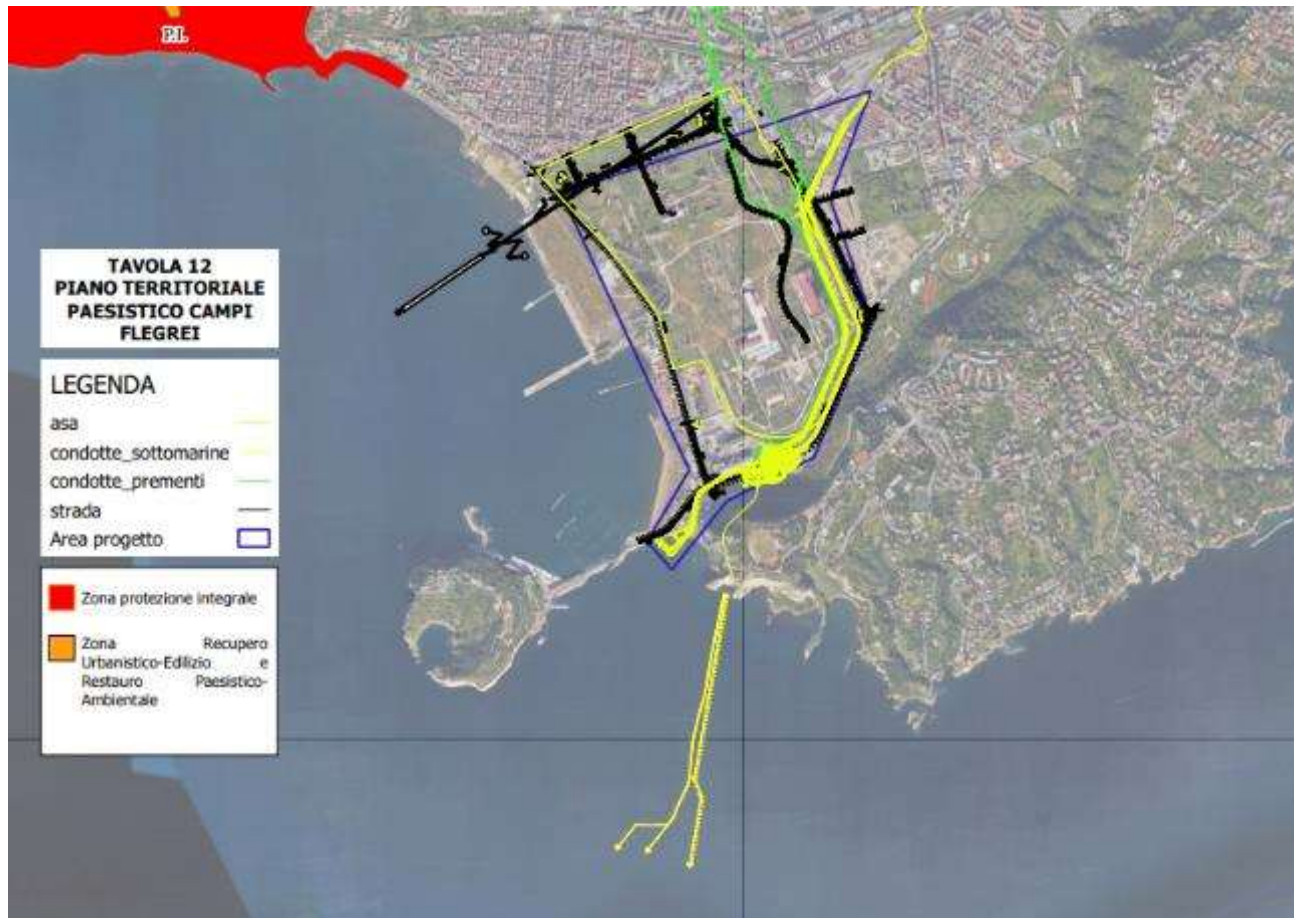 P.I.
TAVOLA 12
PIANO TERRITORIALE
PAESISTICO CAMPI
FLEGREI
LEGENDA
asa
condotte_sottomarine
condotte_prementi
strada
Area progetto
Zona protezione integrale
Zona Recupero
Urbanistico-Edilizio e
Restauro Paesistico-
Ambientale